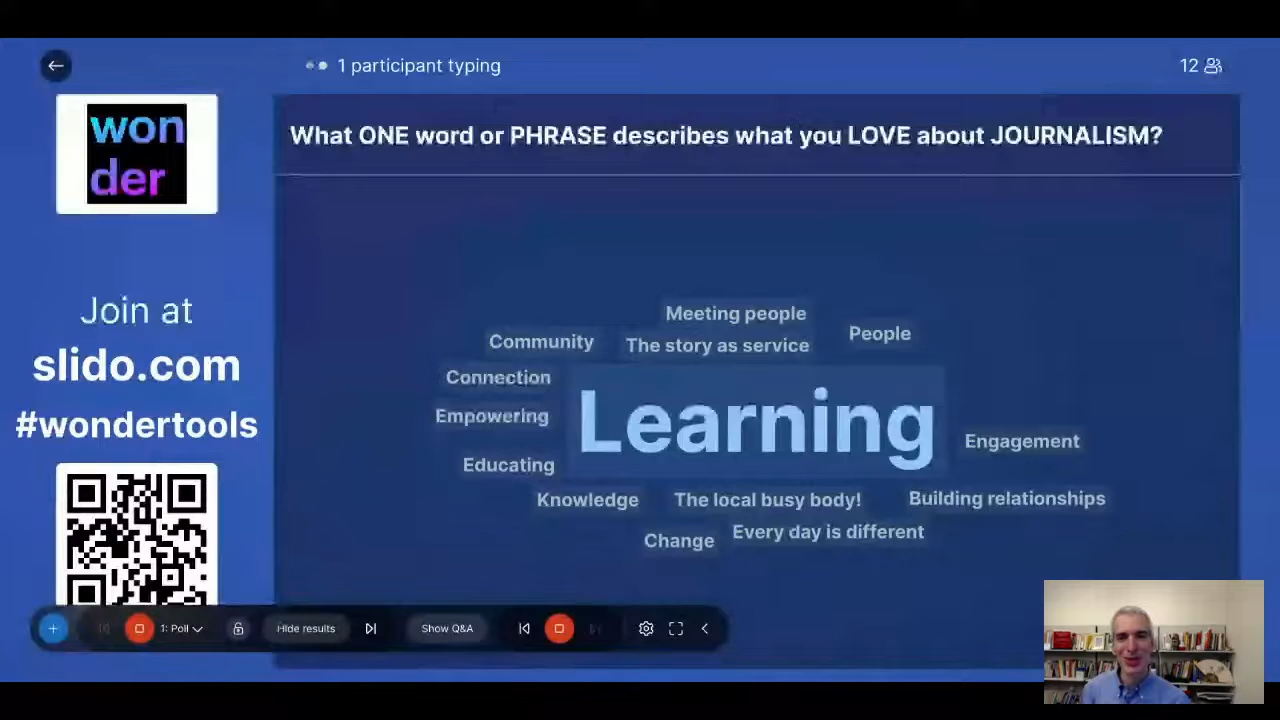 1 participant typing
12
won
der
What ONE word or PHRASE describes what you LOVE about JOURNALISM?
Join at
slido.com
#wondertools
Meeting people
Community
The story as service
People
Connection
Empowering
Learning
Engagement
Educating
Knowledge
The local busy body!
Building relationships
Change
Every day is different
1: Poll
Hide results
Show Q&A